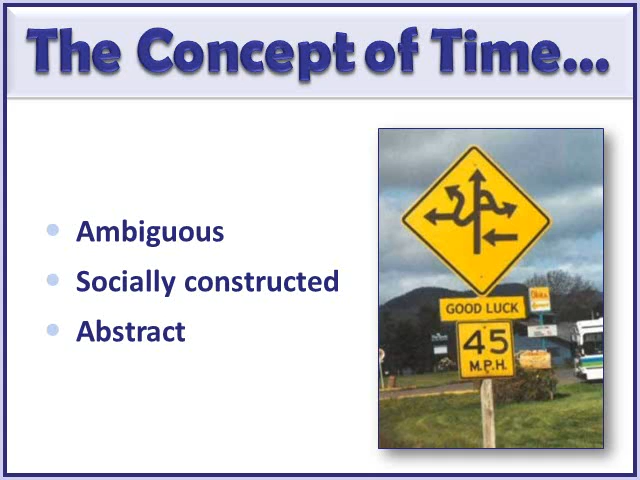 The Concept of Time...
Ambiguous
Socially constructed
Abstract
GOOD LUCK
45
M.P.H.